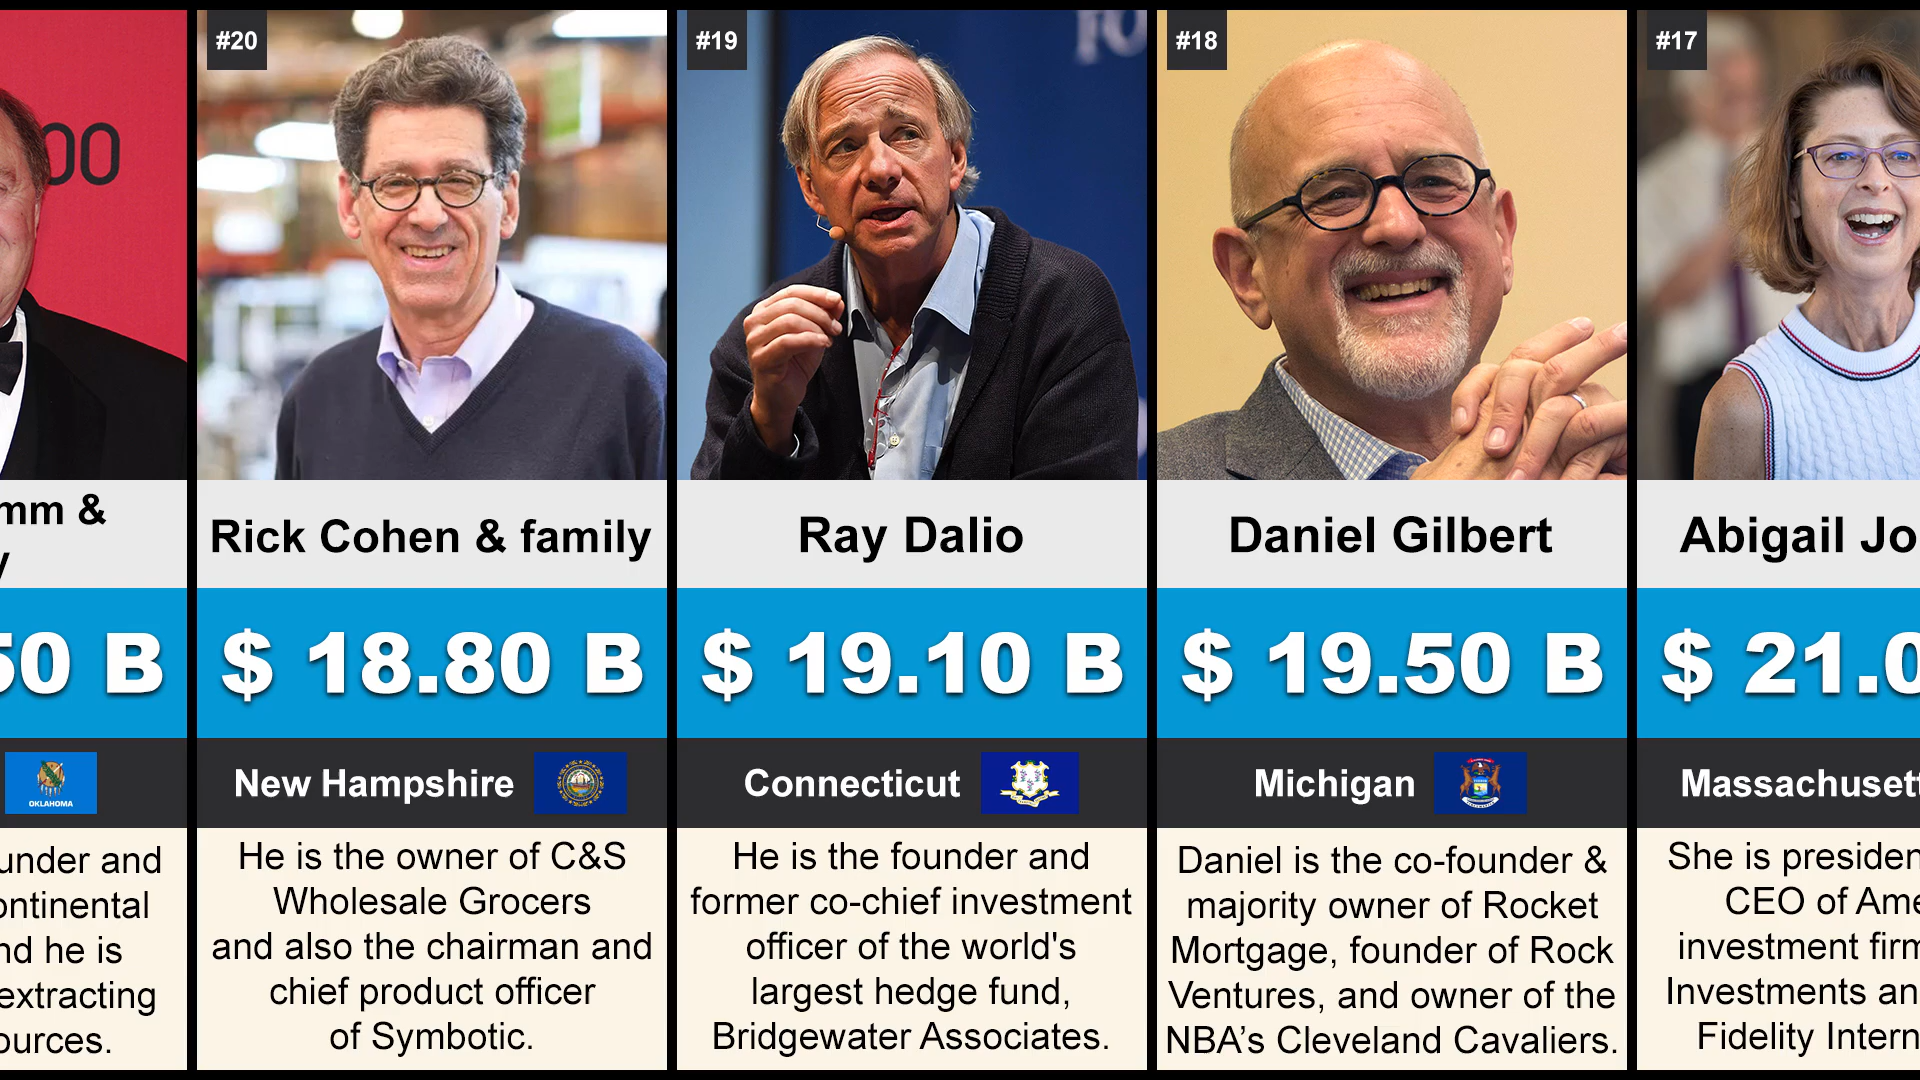 00
mm &
y
50 B
OKLAHOMA
under and
ontinental
nd he is
extracting
ources.
#20
Rick Cohen & family
$ 18.80 B
New Hampshire
He is the owner of C&S
Wholesale Grocers
and also the chairman and
chief product officer
of Symbotic.
#19
Ray Dalio
$ 19.10 B
Connecticut
He is the founder and
former co-chief investment
officer of the world's
largest hedge fund,
Bridgewater Associates.
#18
Daniel Gilbert
$ 19.50 B
Michigan
Daniel is the co-founder &
majority owner of Rocket
Mortgage, founder of Rock
Ventures, and owner of the
NBA’s Cleveland Cavaliers.
#17
Abigail Jo
$ 21.0
Massachusett
She is presiden
CEO of Ame
investment firm
Investments an
Fidelity Intern